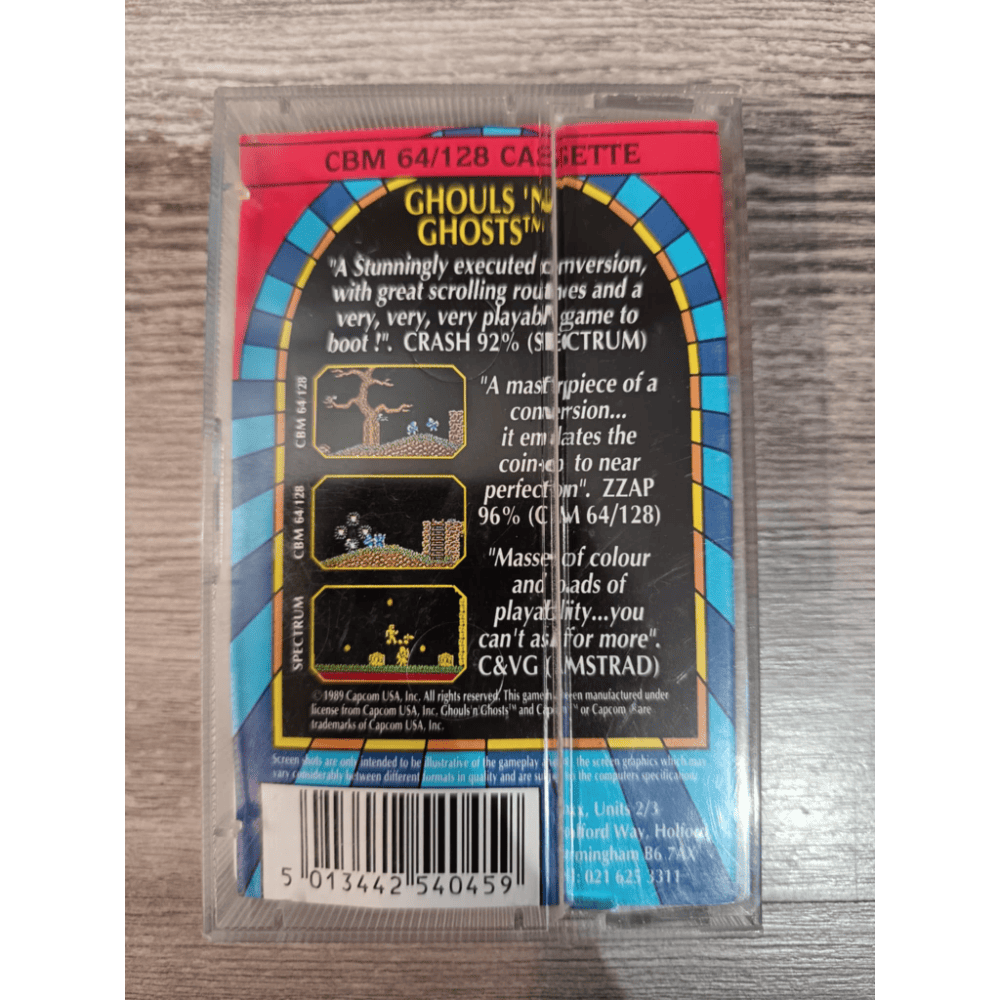 CBM 64/128 CASSETTE
GHOULS 'N'
GHOSTS™
"A Stunningly executed conversion,
with great scrolling routines and a
very, very, very playable game to
boot !". CRASH 92% (SPECTRUM)
CBM 64/128
"A masterpiece of a
conversion...
it emulates the
coin-op to near
perfection". ZZAP
96% (CBM 64/128)
CBM 64/128
"Masses of colour
and loads of
playability...you
can't ask for more".
C&VG (AMSTRAD)
SPECTRUM
© 1989 Capcom USA, Inc. All rights reserved. This game has been manufactured under
license from Capcom USA, Inc. Ghouls'n'Ghosts™ and Capcom ™ or Capcom ® are
trademarks of Capcom USA, Inc.
Screen shots are only intended to be illustrative of the gameplay and not the screen graphics which may
vary considerably between different formats in quality and are subject to the computers specification.
Units 2/3
Holford Way, Holford
Birmingham B6 7AX
Tel: 021 625 3311
5 013442 540459